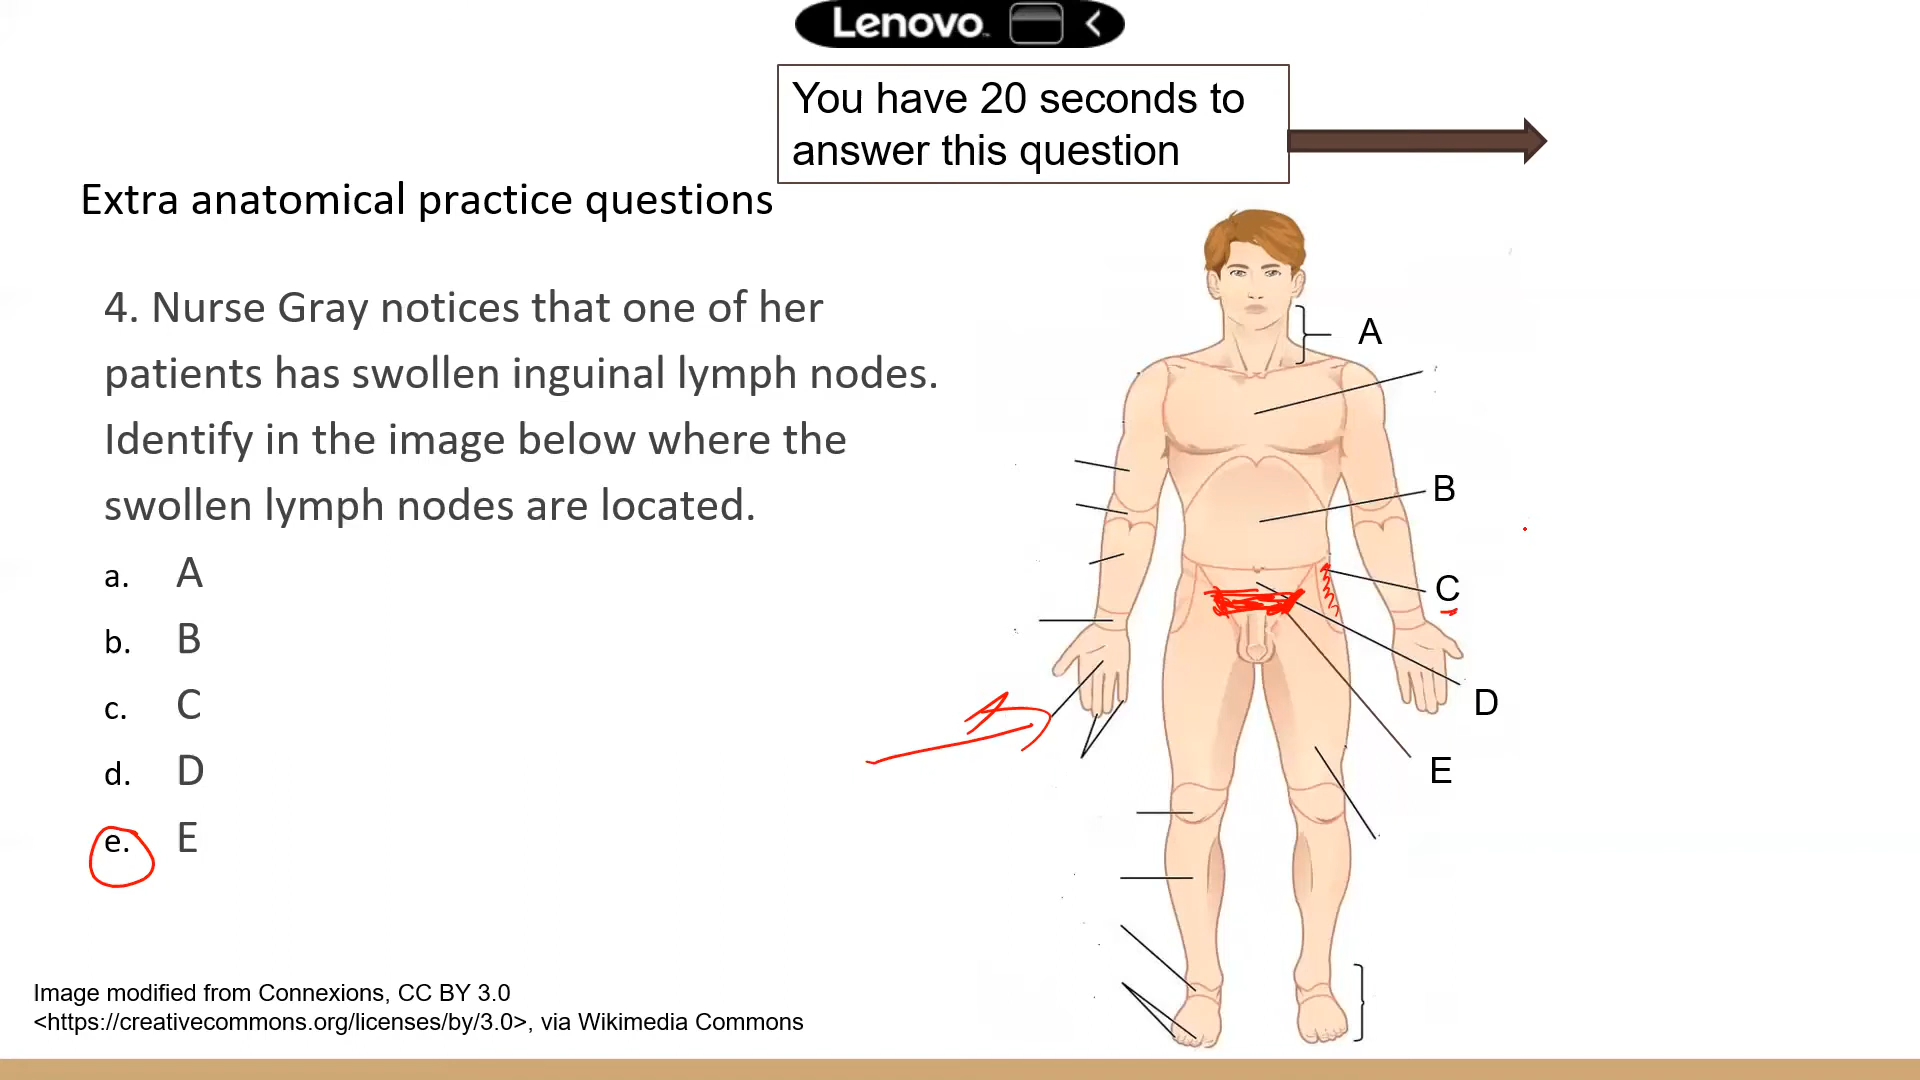 Lenovo
You have 20 seconds to
answer this question
Extra anatomical practice questions
4. Nurse Gray notices that one of her
patients has swollen inguinal lymph nodes.
Identify in the image below where the
swollen lymph nodes are located.
a. A
b. B
c. C
d. D
e. E
A
B
C
D
E
Image modified from Connexions, CC BY 3.0
<https://creativecommons.org/licenses/by/3.0>, via Wikimedia Commons